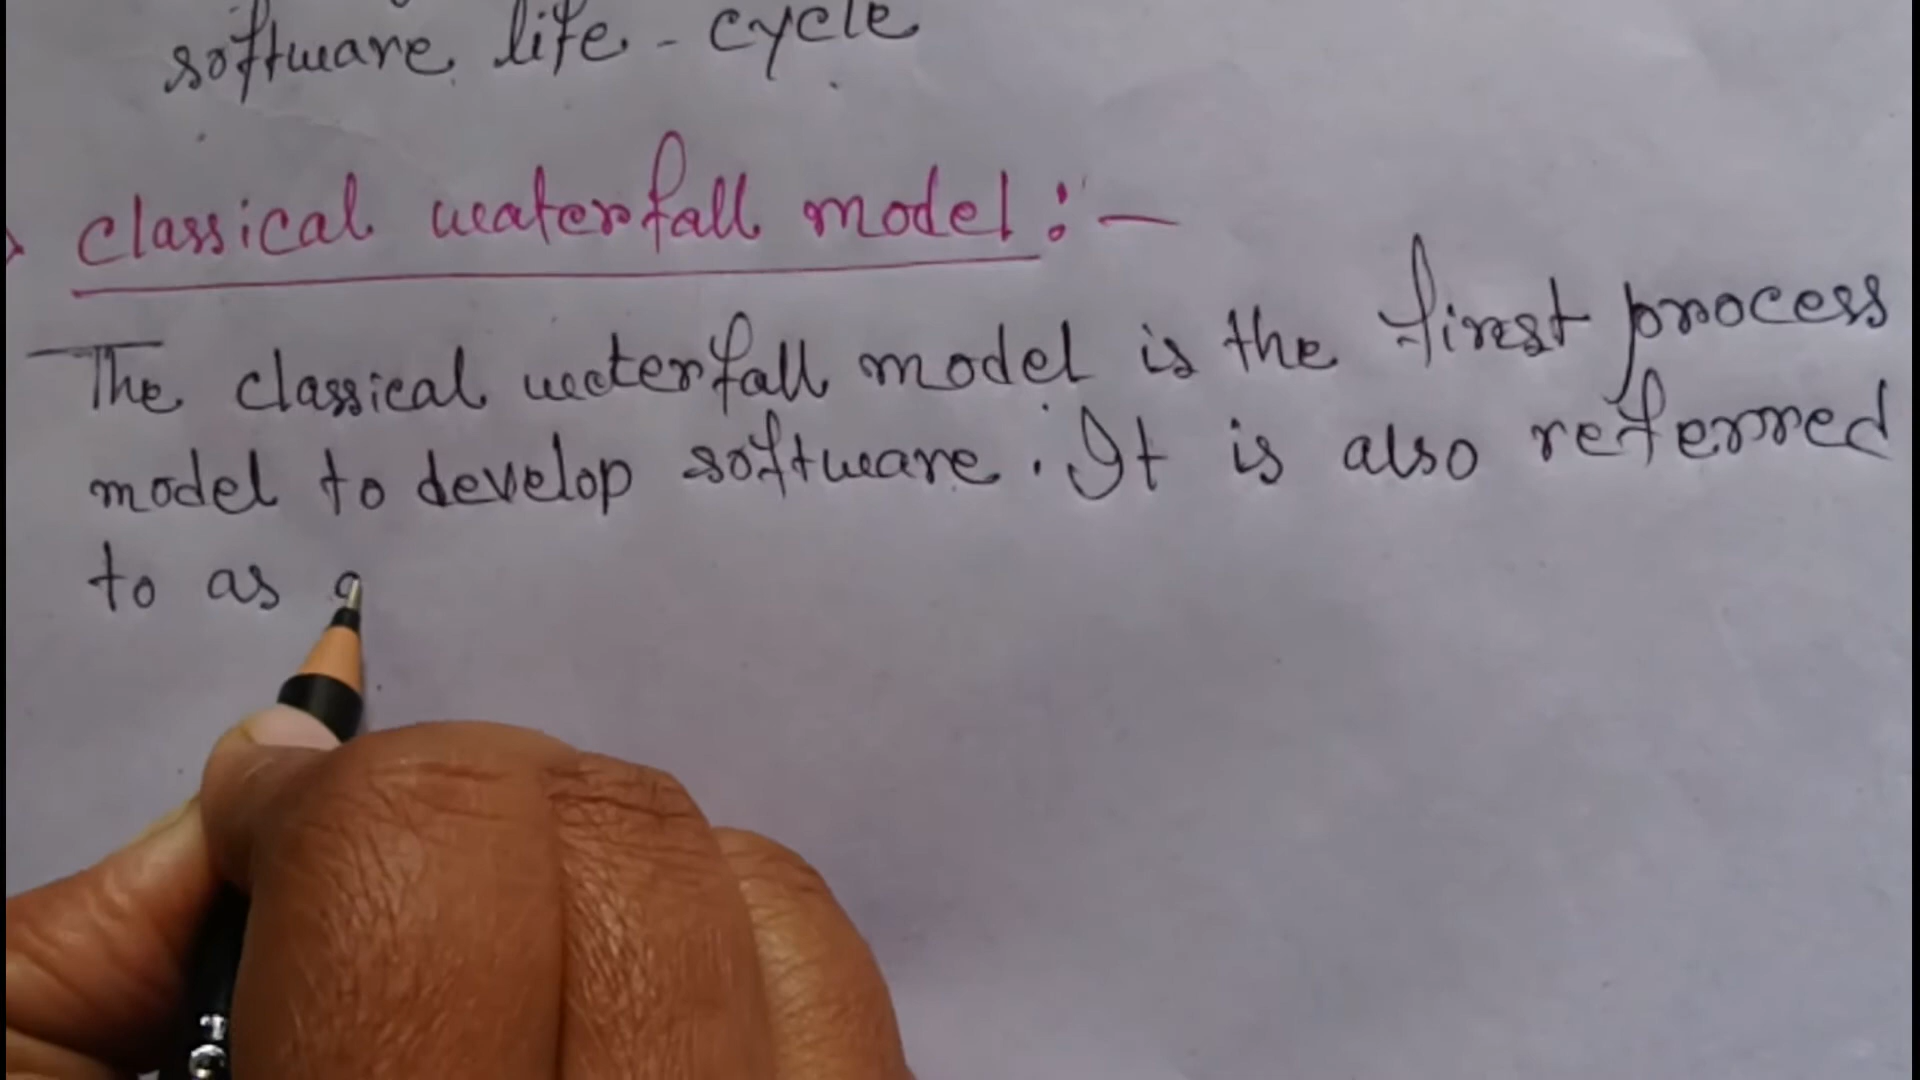 software life-cycle
classical waterfall model:-
The classical waterfall model is the first process
model to develop software. It is also referred
to as a